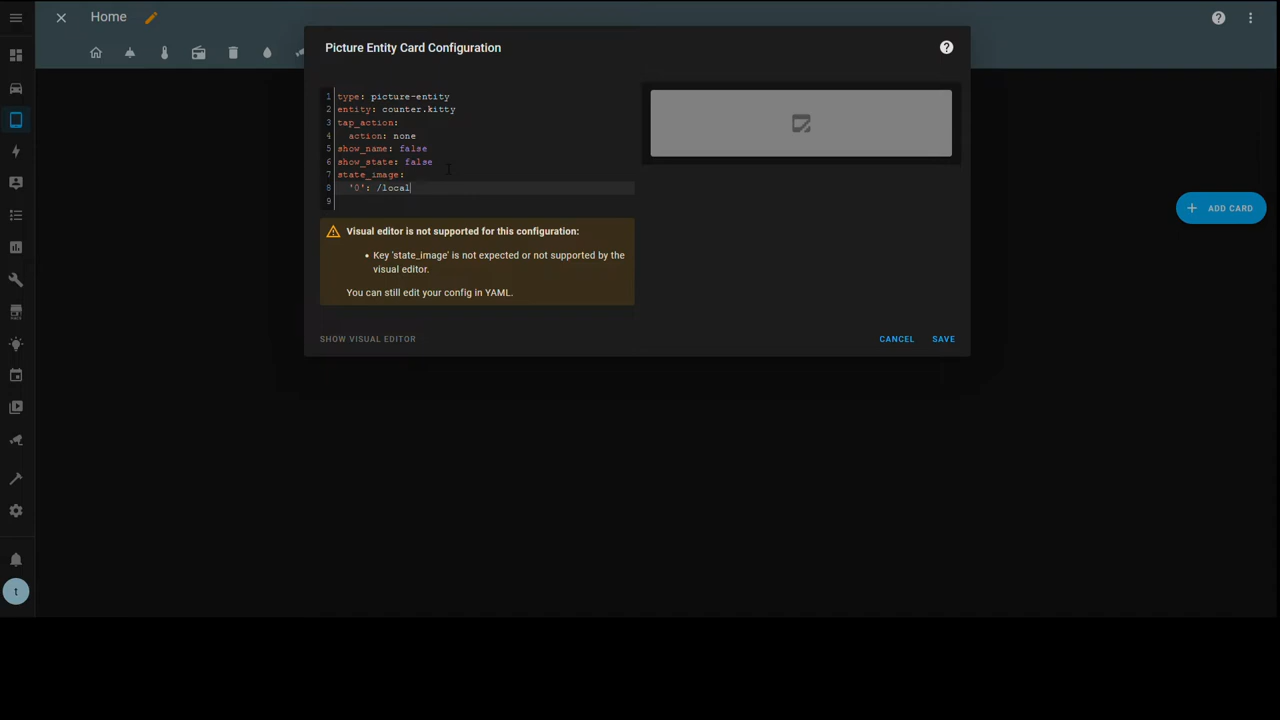 Home
Picture Entity Card Configuration
1 type: picture-entity
2 entity: counter.kitty
3 tap_action:
4   action: none
5 show_name: false
6 show_state: false
7 state_image:
8   '0': /local
9
Visual editor is not supported for this configuration:
• Key 'state_image' is not expected or not supported by the
visual editor.
You can still edit your config in YAML.
SHOW VISUAL EDITOR
CANCEL
SAVE
+ ADD CARD
t